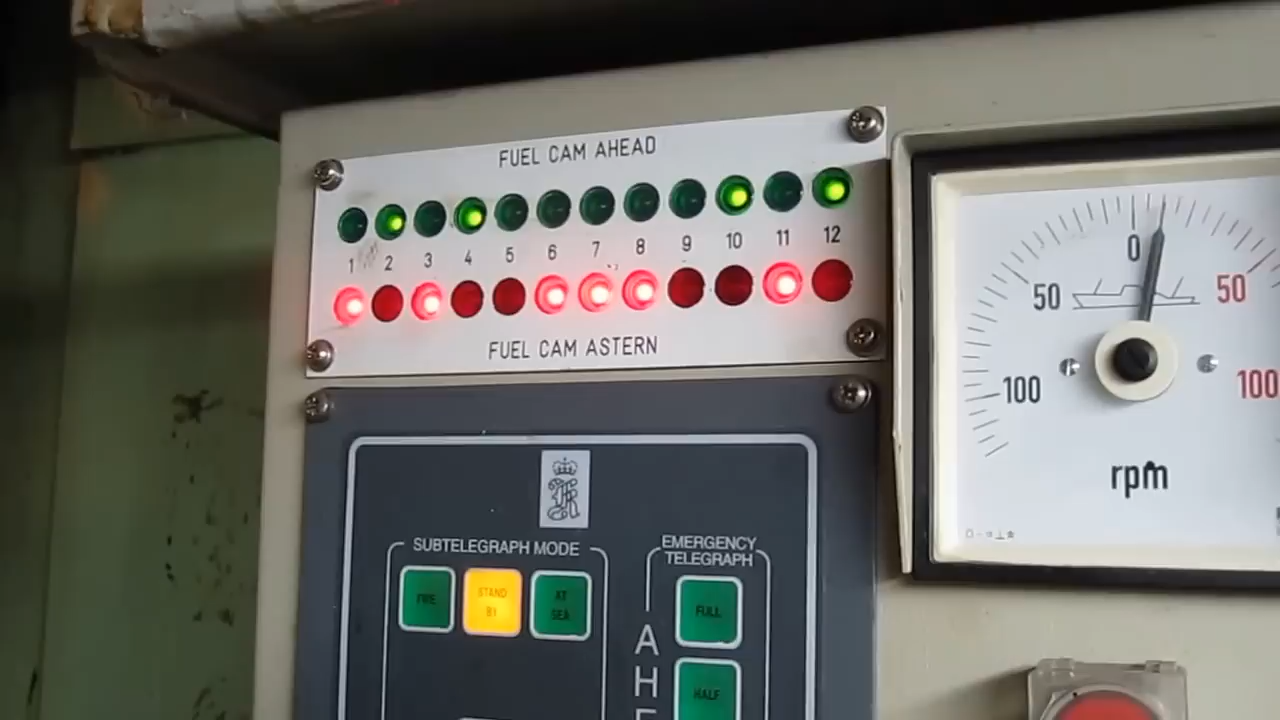 FUEL CAM AHEAD
1 2 3 4 5 6 7 8 9 10 11 12
FUEL CAM ASTERN
0
50 50
100 100
rpm
SUBTELEGRAPH MODE
STAND
BY
AT
SEA
EMERGENCY
TELEGRAPH
FULL
HALF
A
H